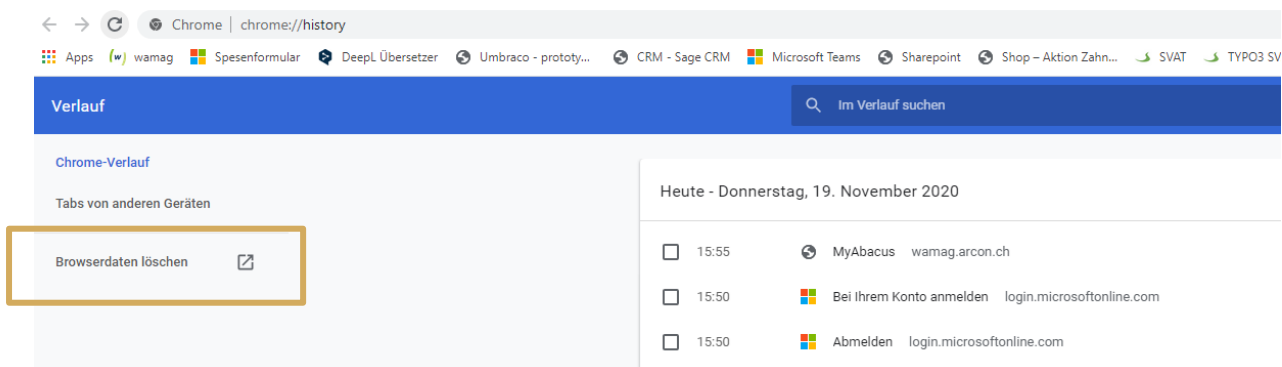 Chrome | chrome://history
Apps (w) wamag Spesenformular DeepL Übersetzer Umbraco - prototy... CRM - Sage CRM Microsoft Teams Sharepoint Shop – Aktion Zahn... SVAT TYPO3 SV
Verlauf Im Verlauf suchen
Chrome-Verlauf
Tabs von anderen Geräten
Browserdaten löschen
Heute - Donnerstag, 19. November 2020
15:55 MyAbacus wamag.arcon.ch
15:50 Bei Ihrem Konto anmelden login.microsoftonline.com
15:50 Abmelden login.microsoftonline.com